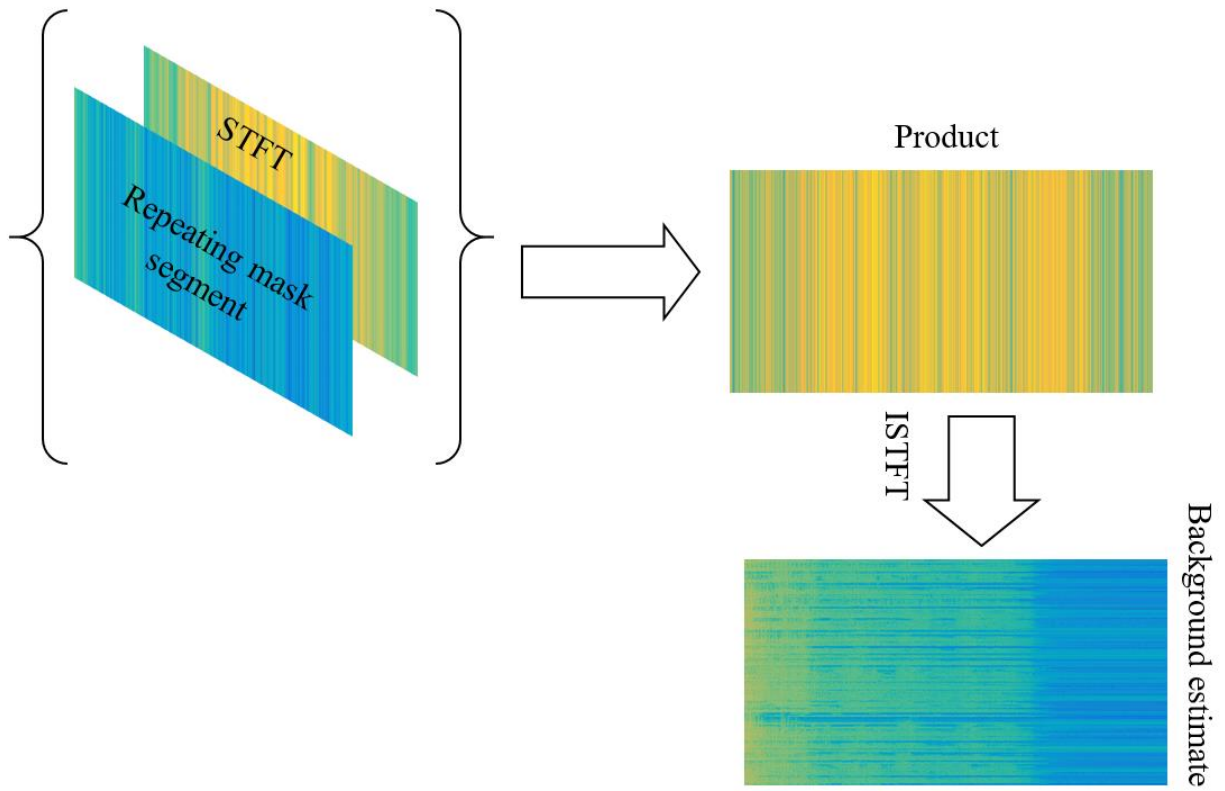 STFT
Repeating mask
segment
Product
ISTFT
Background estimate